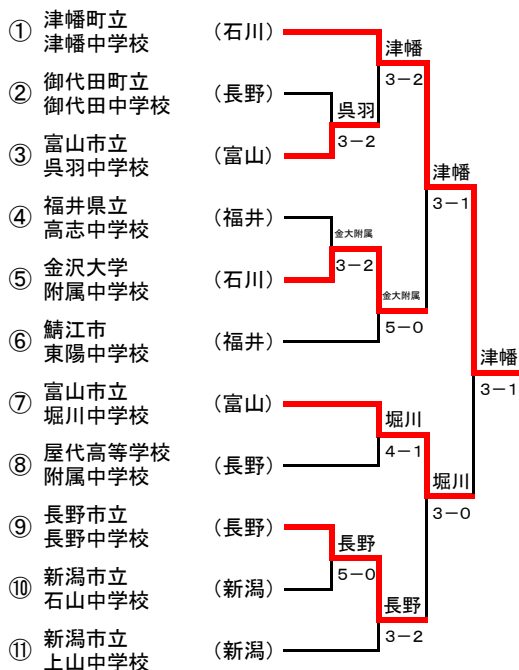 ① 津幡町立
津幡中学校 (石川)
津幡
3-2
② 御代田町立
御代田中学校 (長野)
呉羽
3-2
③ 富山市立
呉羽中学校 (富山)
津幡
3-1
④ 福井県立
高志中学校 (福井)
金大附属
3-2
⑤ 金沢大学
附属中学校 (石川)
金大附属
5-0
⑥ 鯖江市
東陽中学校 (福井)
津幡
3-1
⑦ 富山市立
堀川中学校 (富山)
堀川
4-1
⑧ 屋代高等学校
附属中学校 (長野)
堀川
3-0
⑨ 長野市立
長野中学校 (長野)
長野
5-0
⑩ 新潟市立
石山中学校 (新潟)
長野
3-2
⑪ 新潟市立
上山中学校 (新潟)